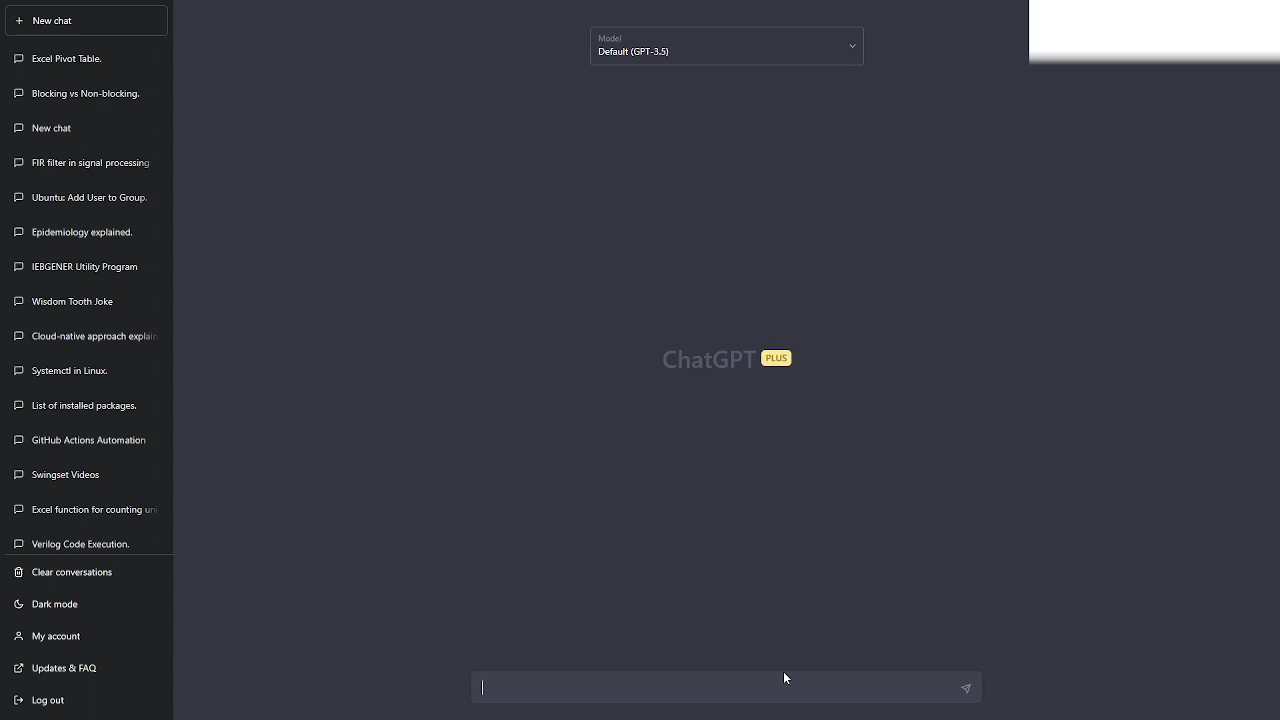 New chat
Excel Pivot Table.
Blocking vs Non-blocking.
New chat
FIR filter in signal processing
Ubuntu: Add User to Group.
Epidemiology explained.
IEBGENER Utility Program
Wisdom Tooth Joke
Cloud-native approach explain
Systemctl in Linux.
List of installed packages.
GitHub Actions Automation
Swingset Videos
Excel function for counting uni
Verilog Code Execution.
Clear conversations
Dark mode
My account
Updates & FAQ
Log out
Model
Default (GPT-3.5)
ChatGPT PLUS